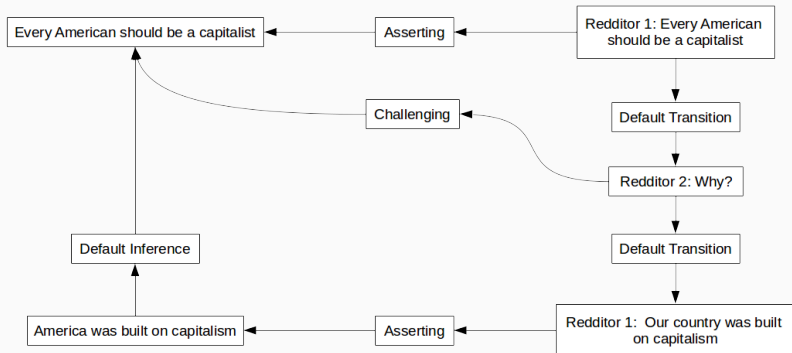 Every American should be a capitalist
Asserting
Redditor 1: Every American
should be a capitalist
Challenging
Default Transition
Redditor 2: Why?
Default Inference
Default Transition
America was built on capitalism
Asserting
Redditor 1: Our country was built
on capitalism